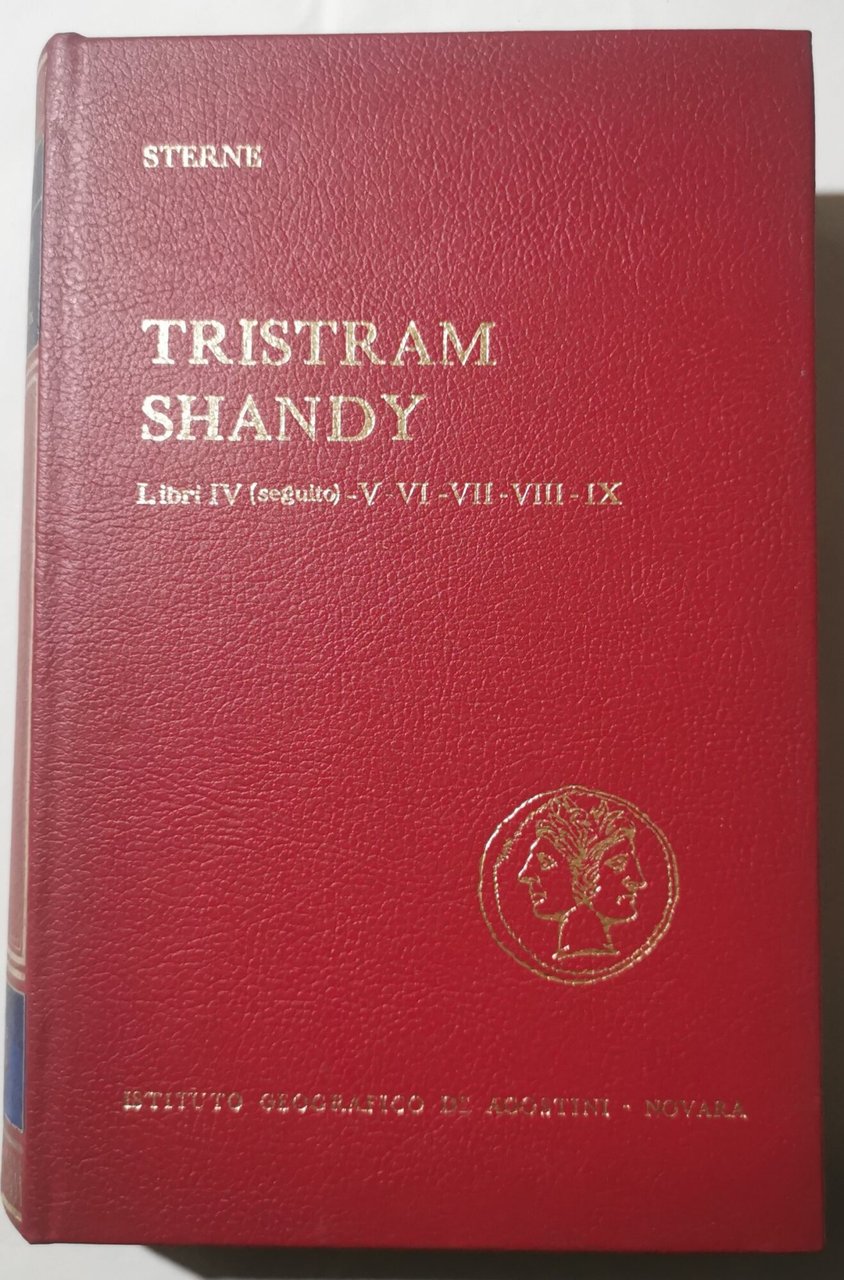 STERNE
TRISTRAM
SHANDY
Libri IV (seguito) - V - VI - VII - VIII - IX
ISTITUTO GEOGRAFICO DE AGOSTINI - NOVARA